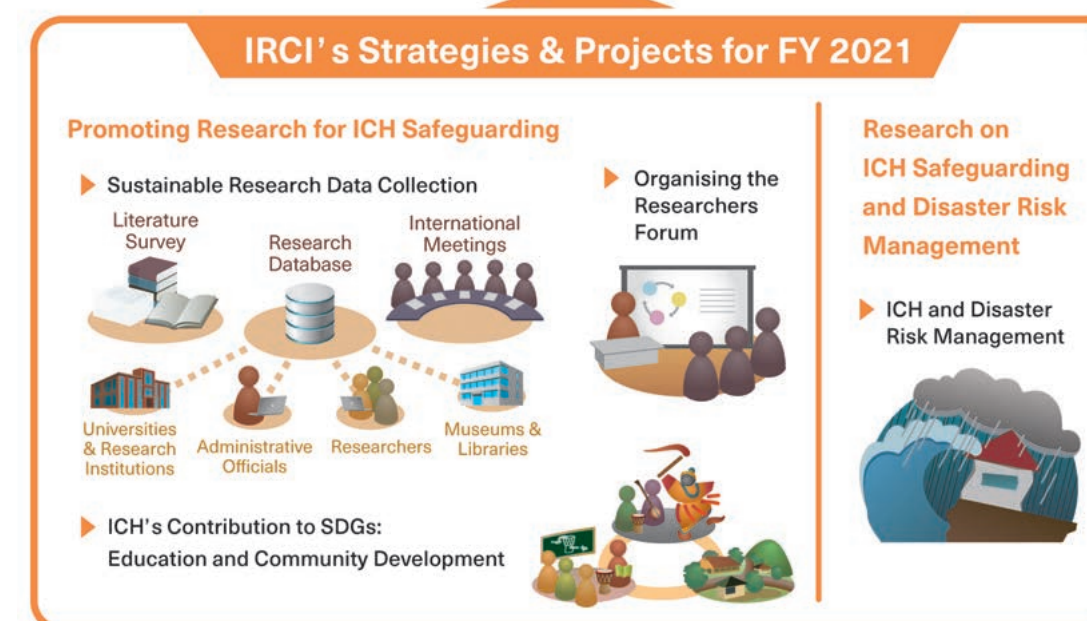 IRCI's Strategies & Projects for FY 2021
Promoting Research for ICH Safeguarding
Sustainable Research Data Collection
Literature
Survey
Research
Database
International
Meetings
Universities
& Research
Institutions
Administrative
Officials
Researchers
Museums &
Libraries
Organising the
Researchers
Forum
ICH's Contribution to SDGs:
Education and Community Development
Research on
ICH Safeguarding
and Disaster Risk
Management
ICH and Disaster
Risk Management